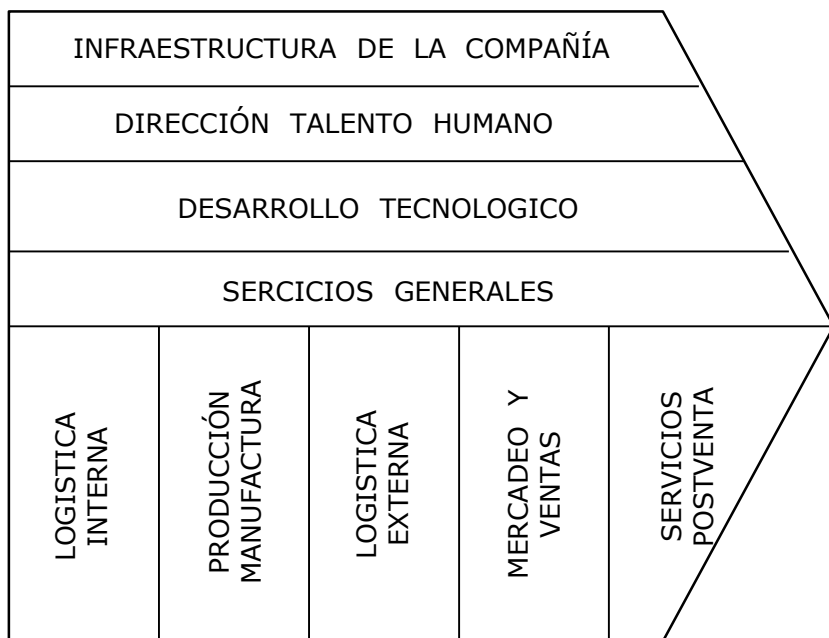 INFRAESTRUCTURA DE LA COMPAÑÍA
DIRECCIÓN TALENTO HUMANO
DESARROLLO TECNOLOGICO
SERCICIOS GENERALES
LOGISTICA
INTERNA
PRODUCCIÓN
MANUFACTURA
LOGISTICA
EXTERNA
MERCADEO Y
VENTAS
SERVICIOS
POSTVENTA